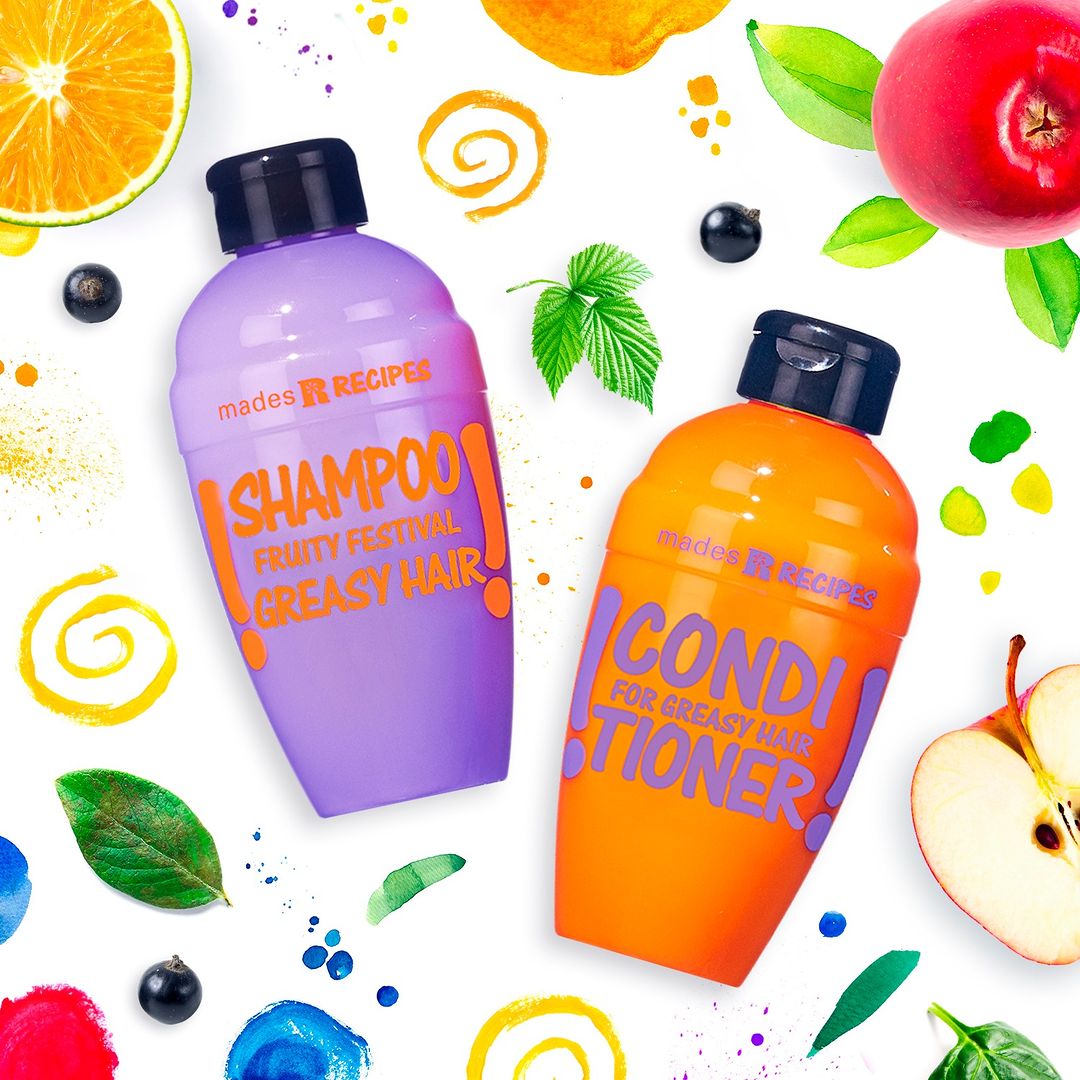 mades R RECIPES
!SHAMPOO!
FRUITY FESTIVAL
GREASY HAIR
mades R RECIPES
!CONDI!
FOR GREASY HAIR
TIONER